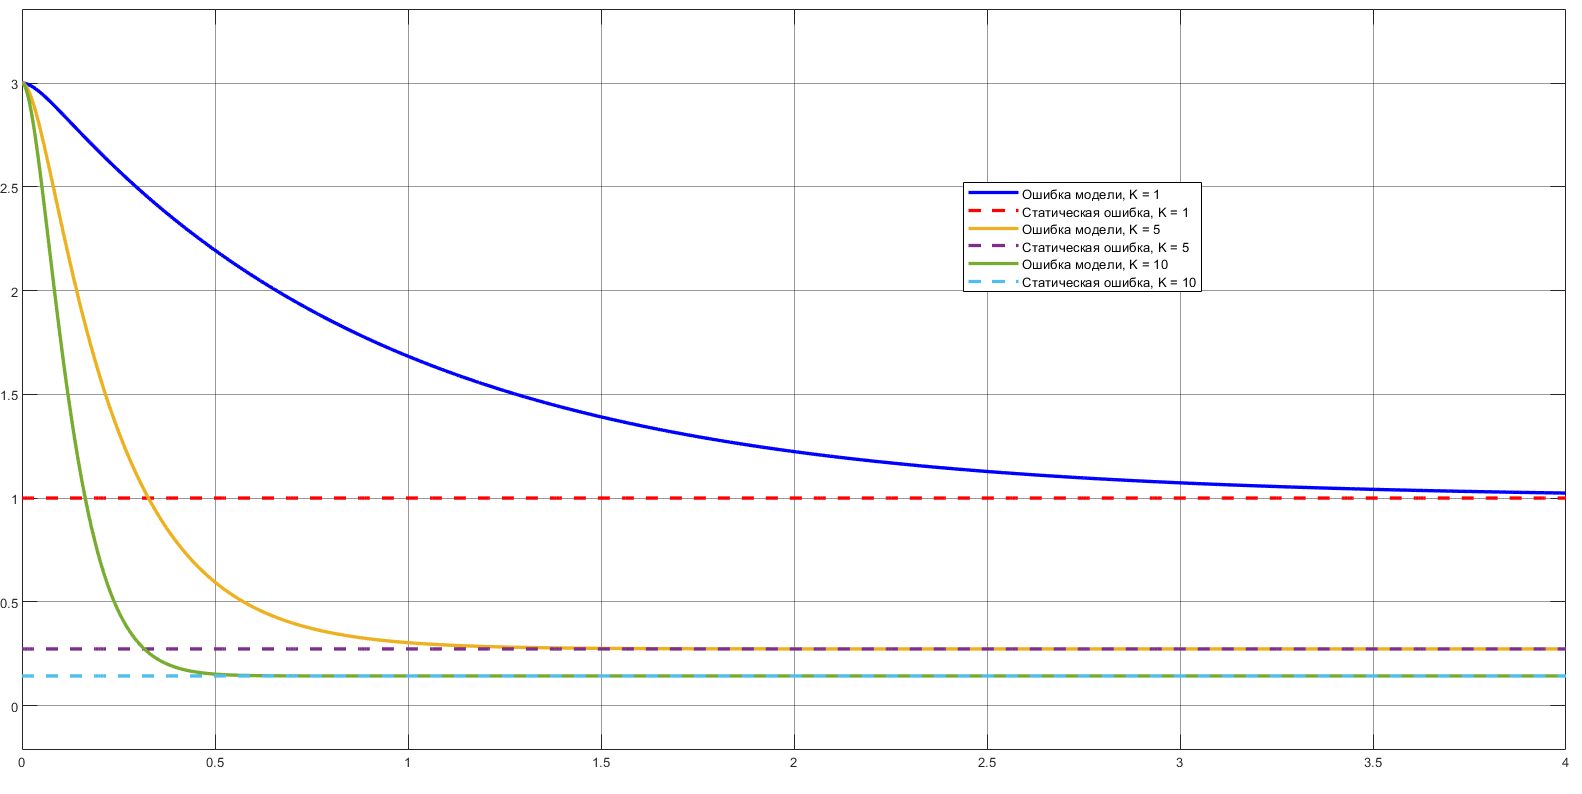 3
2.5
2
1.5
1
0.5
0
Ошибка модели, K = 1
Статическая ошибка, K = 1
Ошибка модели, K = 5
Статическая ошибка, K = 5
Ошибка модели, K = 10
Статическая ошибка, K = 10
0 0.5 1 1.5 2 2.5 3 3.5 4